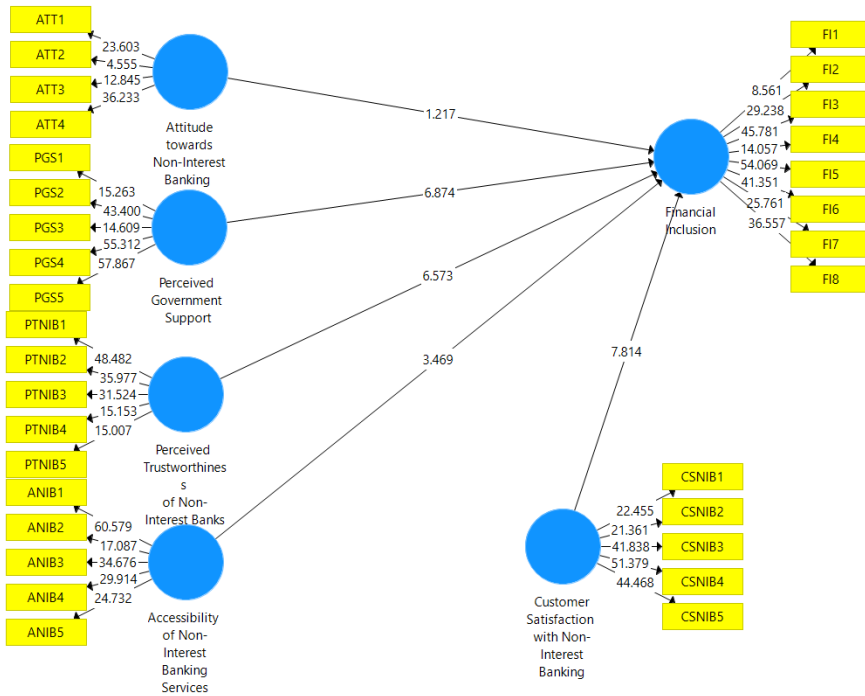 ATT1
ATT2
ATT3
ATT4
23.603
4.555
12.845
36.233
Attitude
towards
Non-Interest
Banking
1.217
PGS1
PGS2
PGS3
PGS4
PGS5
15.263
43.400
14.609
55.312
57.867
Perceived
Government
Support
6.874
PTNIB1
PTNIB2
PTNIB3
PTNIB4
PTNIB5
48.482
35.977
31.524
15.153
15.007
Perceived
Trustworthines
s
of Non-
Interest Banks
6.573
ANIB1
ANIB2
ANIB3
ANIB4
ANIB5
60.579
17.087
34.676
29.914
24.732
Accessibility
of Non-
Interest
Banking
Services
3.469
Financial
Inclusion
8.561
29.238
45.781
14.057
54.069
41.351
25.761
36.557
FI1
FI2
FI3
FI4
FI5
FI6
FI7
FI8
7.814
Customer
Satisfaction
with Non-
Interest
Banking
22.455
21.361
41.838
51.379
44.468
CSNIB1
CSNIB2
CSNIB3
CSNIB4
CSNIB5